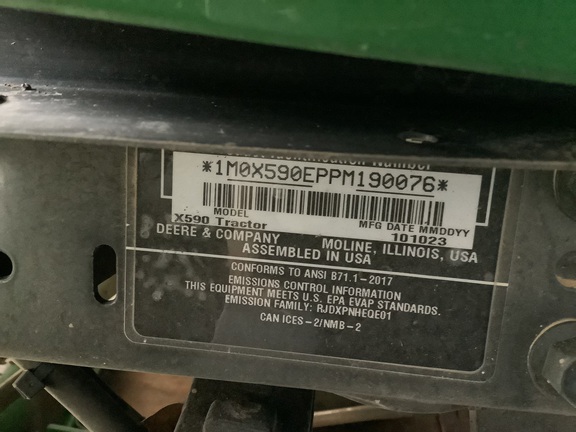 Identification Number
*1M0X590EPPM190076*
MODEL
X590 Tractor
MFG DATE MMDDYY
101023
DEERE & COMPANY
MOLINE, ILLINOIS, USA
ASSEMBLED IN USA
CONFORMS TO ANSI B71.1-2017
EMISSIONS CONTROL INFORMATION
THIS EQUIPMENT MEETS U.S. EPA EVAP STANDARDS.
EMISSION FAMILY: RJDXPNHEQE01
CAN ICES-2/NMB-2